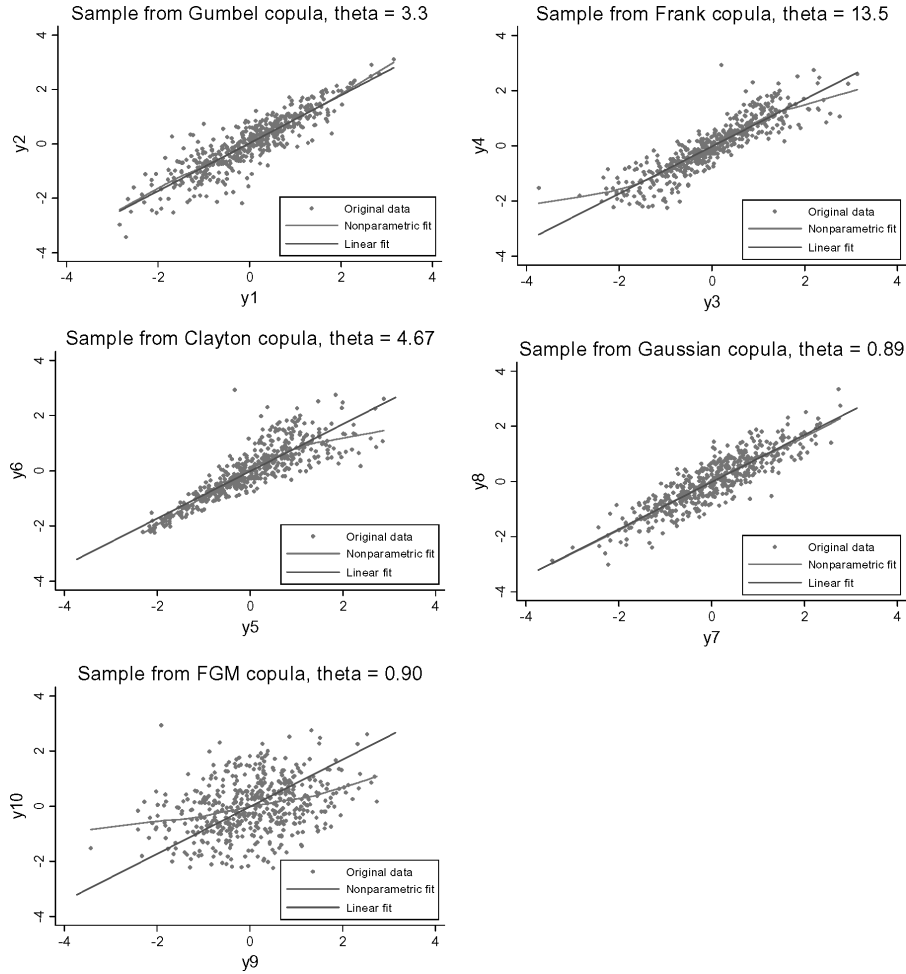 Sample from Gumbel copula, theta = 3.3
4
2
0
-2
-4
y2
Original data
Nonparametric fit
Linear fit
-4 -2 0 2 4
y1
Sample from Frank copula, theta = 13.5
4
2
0
-2
-4
y4
Original data
Nonparametric fit
Linear fit
-4 -2 0 2 4
y3
Sample from Clayton copula, theta = 4.67
4
2
0
-2
-4
y6
Original data
Nonparametric fit
Linear fit
-4 -2 0 2 4
y5
Sample from Gaussian copula, theta = 0.89
4
2
0
-2
-4
y8
Original data
Nonparametric fit
Linear fit
-4 -2 0 2 4
y7
Sample from FGM copula, theta = 0.90
4
2
0
-2
-4
y10
Original data
Nonparametric fit
Linear fit
-4 -2 0 2 4
y9